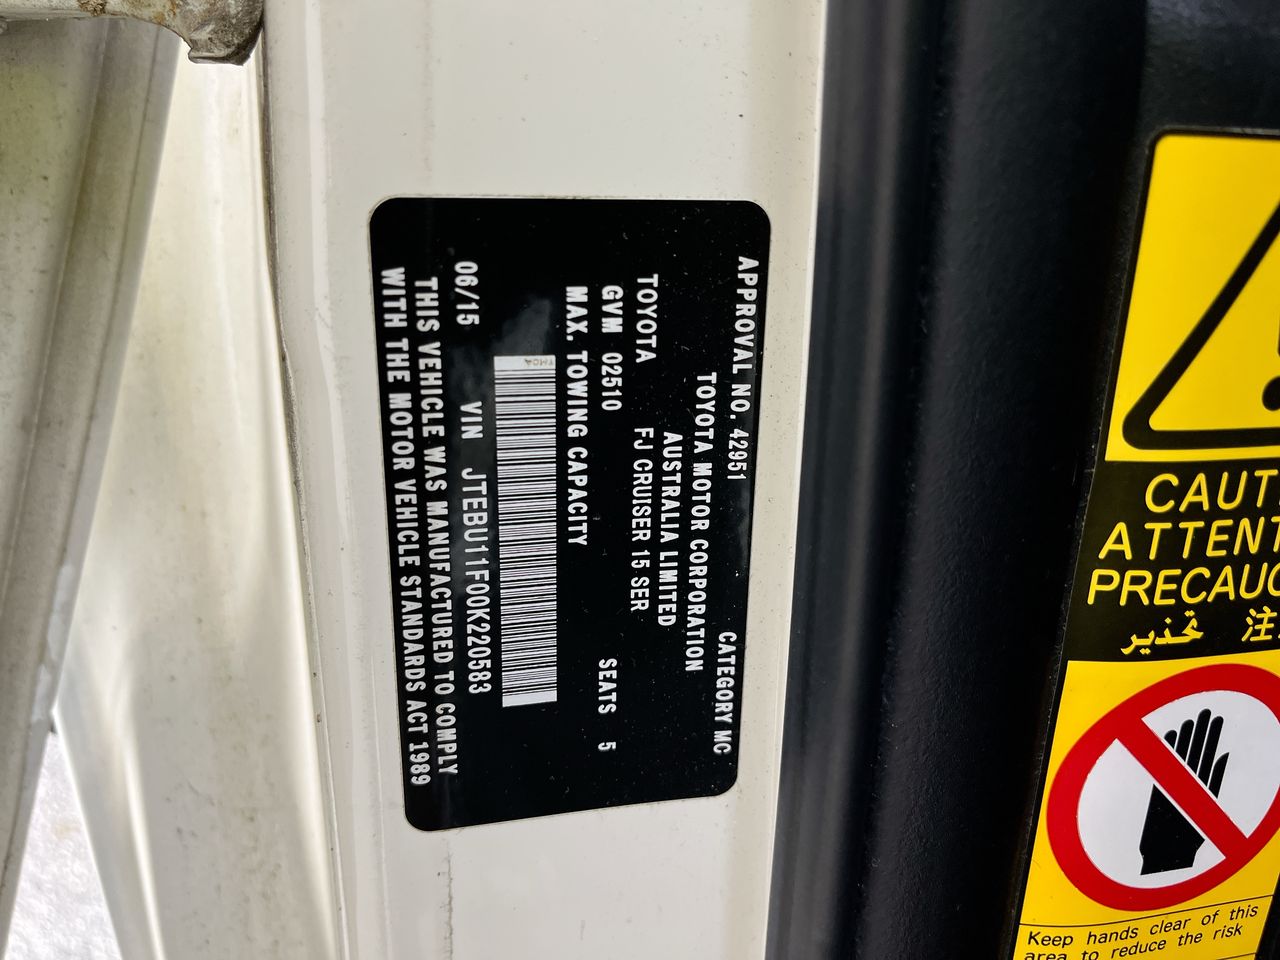 APPROVAL NO. 42951 CATEGORY MC
TOYOTA MOTOR CORPORATION
AUSTRALIA LIMITED
TOYOTA FJ CRUISER 15 SER
GVM 02510 SEATS 5
MAX. TOWING CAPACITY
TMCA
06/15 VIN JTEBU11F00K220583
THIS VEHICLE WAS MANUFACTURED TO COMPLY
WITH THE MOTOR VEHICLE STANDARDS ACT 1989
CAUT
ATTENT
PRECAUC
تحذير 注
Keep hands clear of this
area to reduce the risk